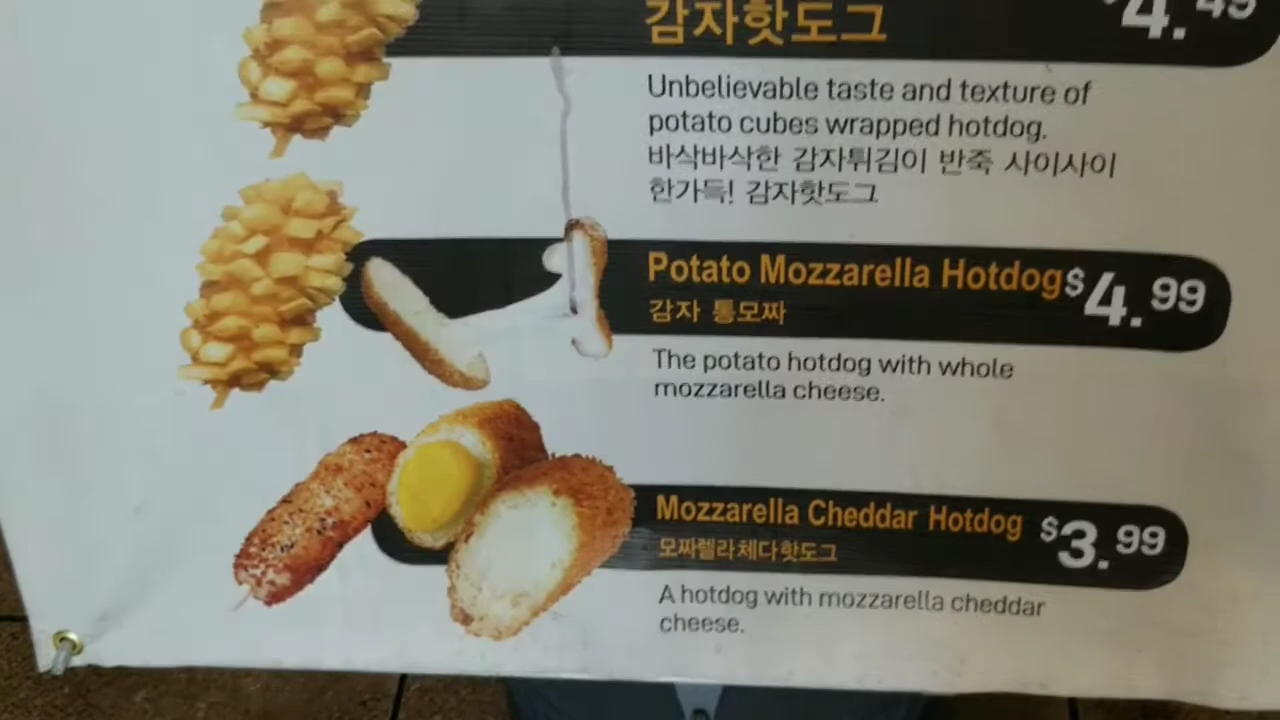 감자핫도그
$4.49
Unbelievable taste and texture of
potato cubes wrapped hotdog.
바삭바삭한 감자튀김이 반죽 사이사이
한가득! 감자핫도그
Potato Mozzarella Hotdog $4.99
감자 통모짜
The potato hotdog with whole
mozzarella cheese.
Mozzarella Cheddar Hotdog $3.99
모짜렐라체다핫도그
A hotdog with mozzarella cheddar
cheese.